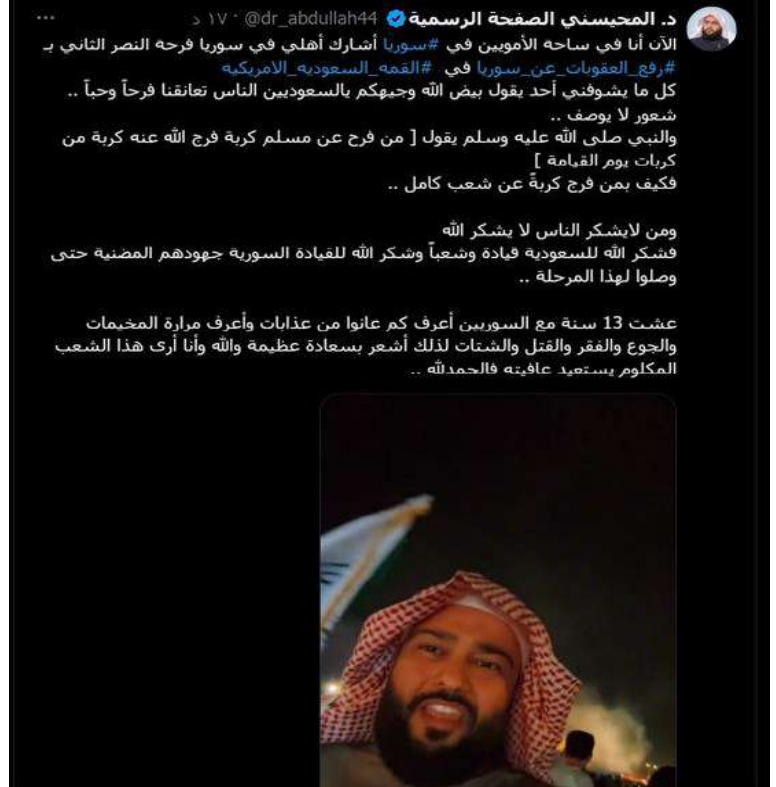 د. المحيسني الصفحة الرسمية @dr_abdullah44 · ١٧ د
الآن أنا في ساحة الأمويين في #سوريا أشارك أهلي في سوريا فرحة النصر الثاني بـ
#رفع_العقوبات_عن_سوريا في #القمه_السعوديه_الامريكيه
كل ما يشوفني أحد يقول بيض الله وجيهكم يالسعوديين الناس تعانقنا فرحاً وحباً ..
شعور لا يوصف ..
والنبي صلى الله عليه وسلم يقول [ من فرج عن مسلم كربة فرج الله عنه كربة من
كربات يوم القيامة ]
فكيف بمن فرج كربةً عن شعب كامل ..
ومن لايشكر الناس لا يشكر الله
فشكر الله للسعودية قيادة وشعباً وشكر الله للقيادة السورية جهودهم المضنية حتى
وصلوا لهذا المرحلة ..
عشت 13 سنة مع السوريين أعرف كم عانوا من عذابات وأعرف مرارة المخيمات
والجوع والفقر والقتل والشتات لذلك أشعر بسعادة عظيمة والله وأنا أرى هذا الشعب
المكلوم يستعيد عافيته فالحمدلله ..